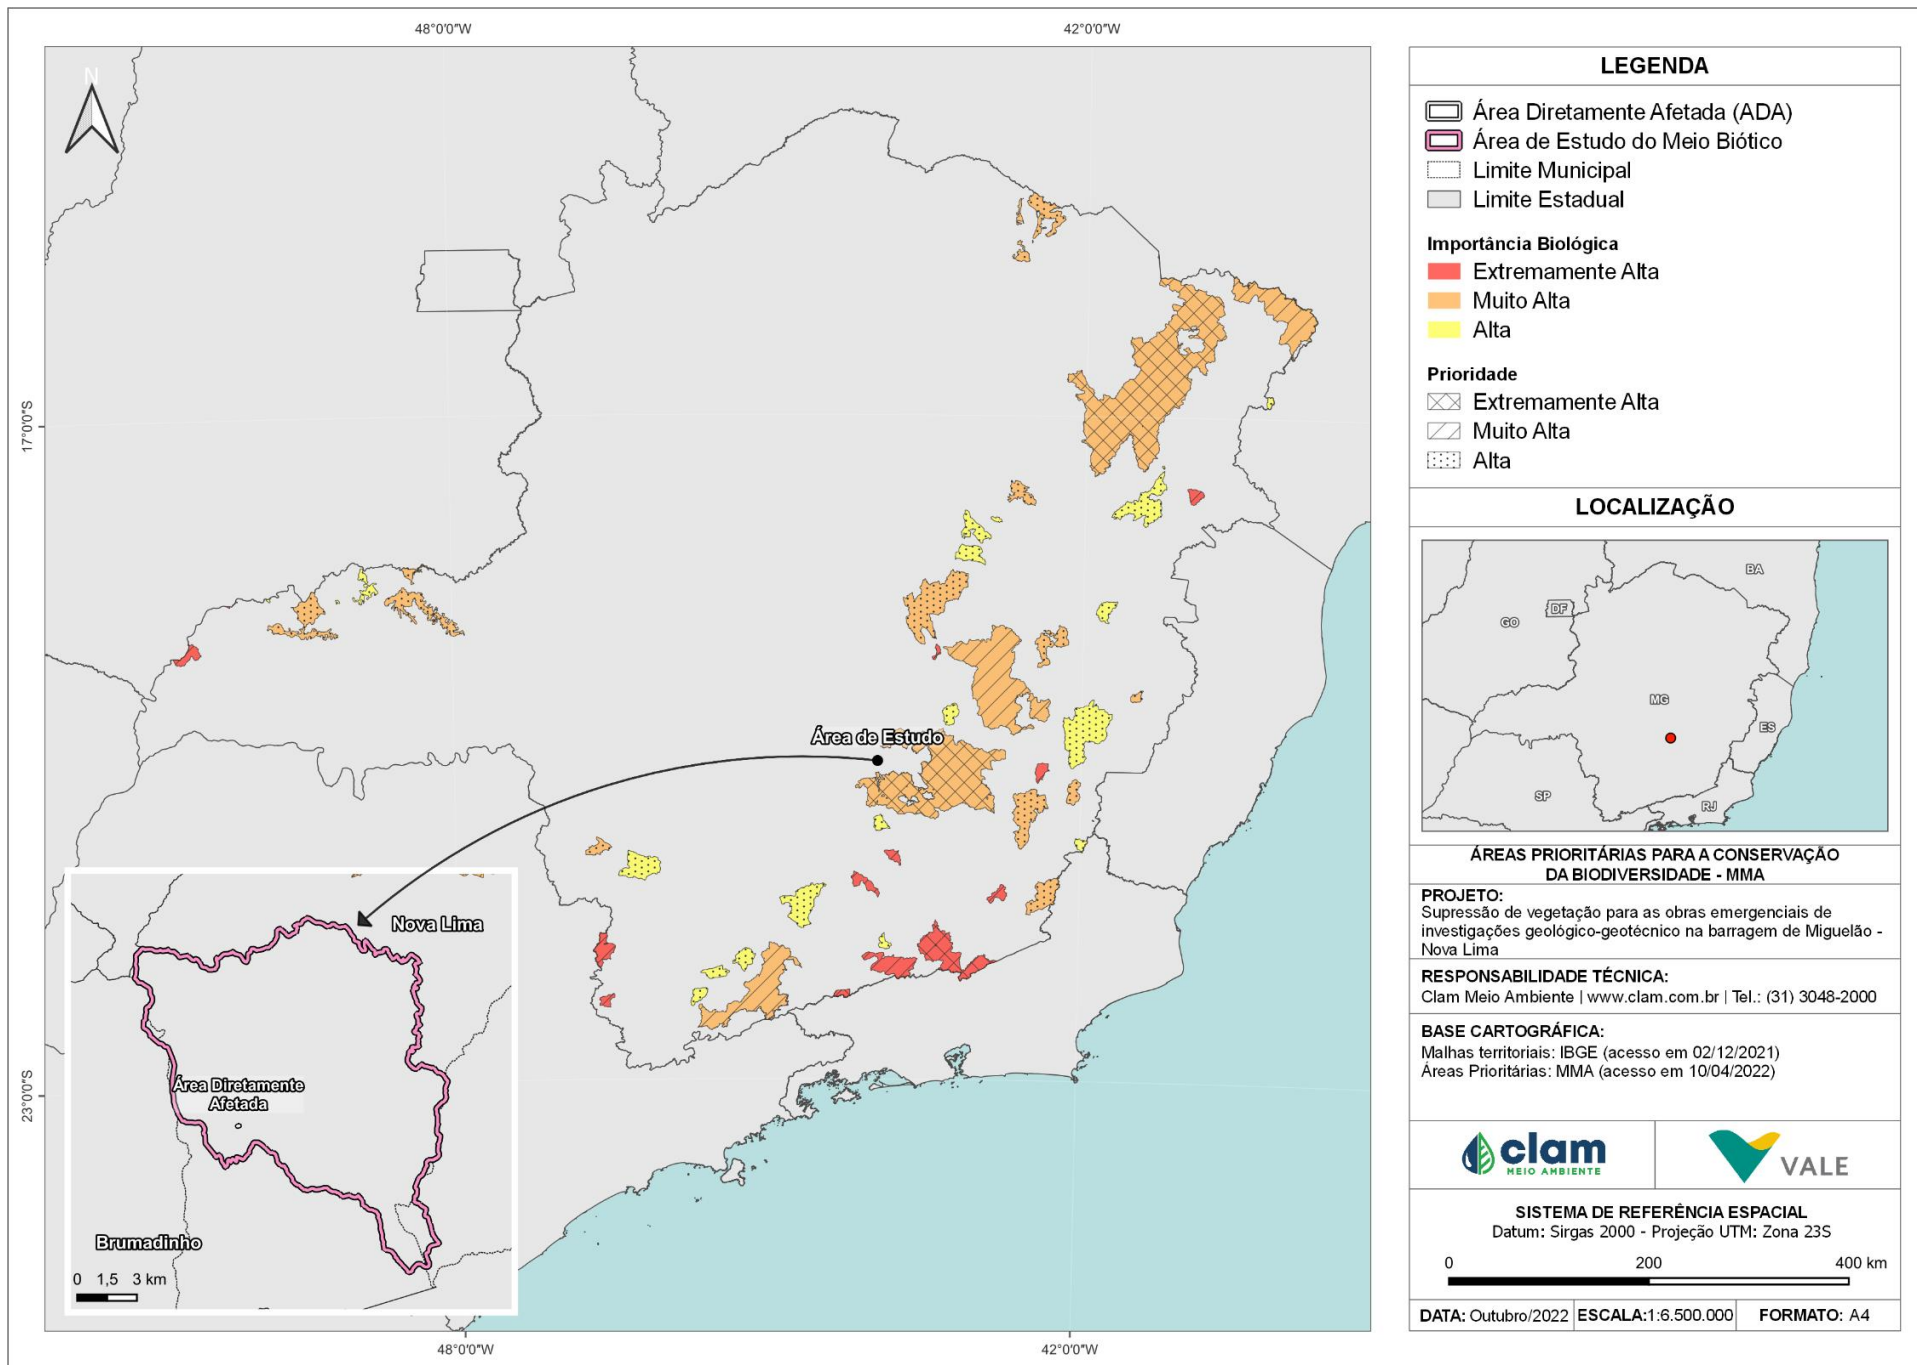 48°0'0"W
42°0'0"W
N
17°0'0"S
23°0'0"S
Área de Estudo
Nova Lima
Área Diretamente
Afetada
Brumadinho
0 1,5 3 km
48°0'0"W
42°0'0"W
LEGENDA
Área Diretamente Afetada (ADA)
Área de Estudo do Meio Biótico
Limite Municipal
Limite Estadual
Importância Biológica
Extremamente Alta
Muito Alta
Alta
Prioridade
Extremamente Alta
Muito Alta
Alta
LOCALIZAÇÃO
BA
DF
GO
MG
ES
SP
RJ
ÁREAS PRIORITÁRIAS PARA A CONSERVAÇÃO
DA BIODIVERSIDADE - MMA
PROJETO:
Supressão de vegetação para as obras emergenciais de
investigações geológico-geotécnico na barragem de Miguelão -
Nova Lima
RESPONSABILIDADE TÉCNICA:
Clam Meio Ambiente | www.clam.com.br | Tel.: (31) 3048-2000
BASE CARTOGRÁFICA:
Malhas territoriais: IBGE (acesso em 02/12/2021)
Áreas Prioritárias: MMA (acesso em 10/04/2022)
clam
MEIO AMBIENTE
VALE
SISTEMA DE REFERÊNCIA ESPACIAL
Datum: Sirgas 2000 - Projeção UTM: Zona 23S
0 200 400 km
DATA: Outubro/2022 ESCALA:1:6.500.000 FORMATO: A4